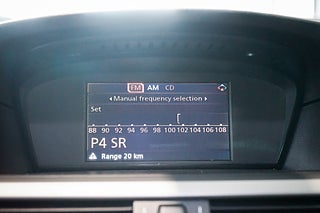 FM AM CD
Manual frequency selection
Set
88 90 92 94 96 98 100 102 104 106 108
P4 SR
Range 20 km